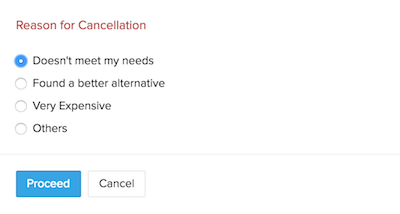 Reason for Cancellation
Doesn't meet my needs
Found a better alternative
Very Expensive
Others
Proceed Cancel